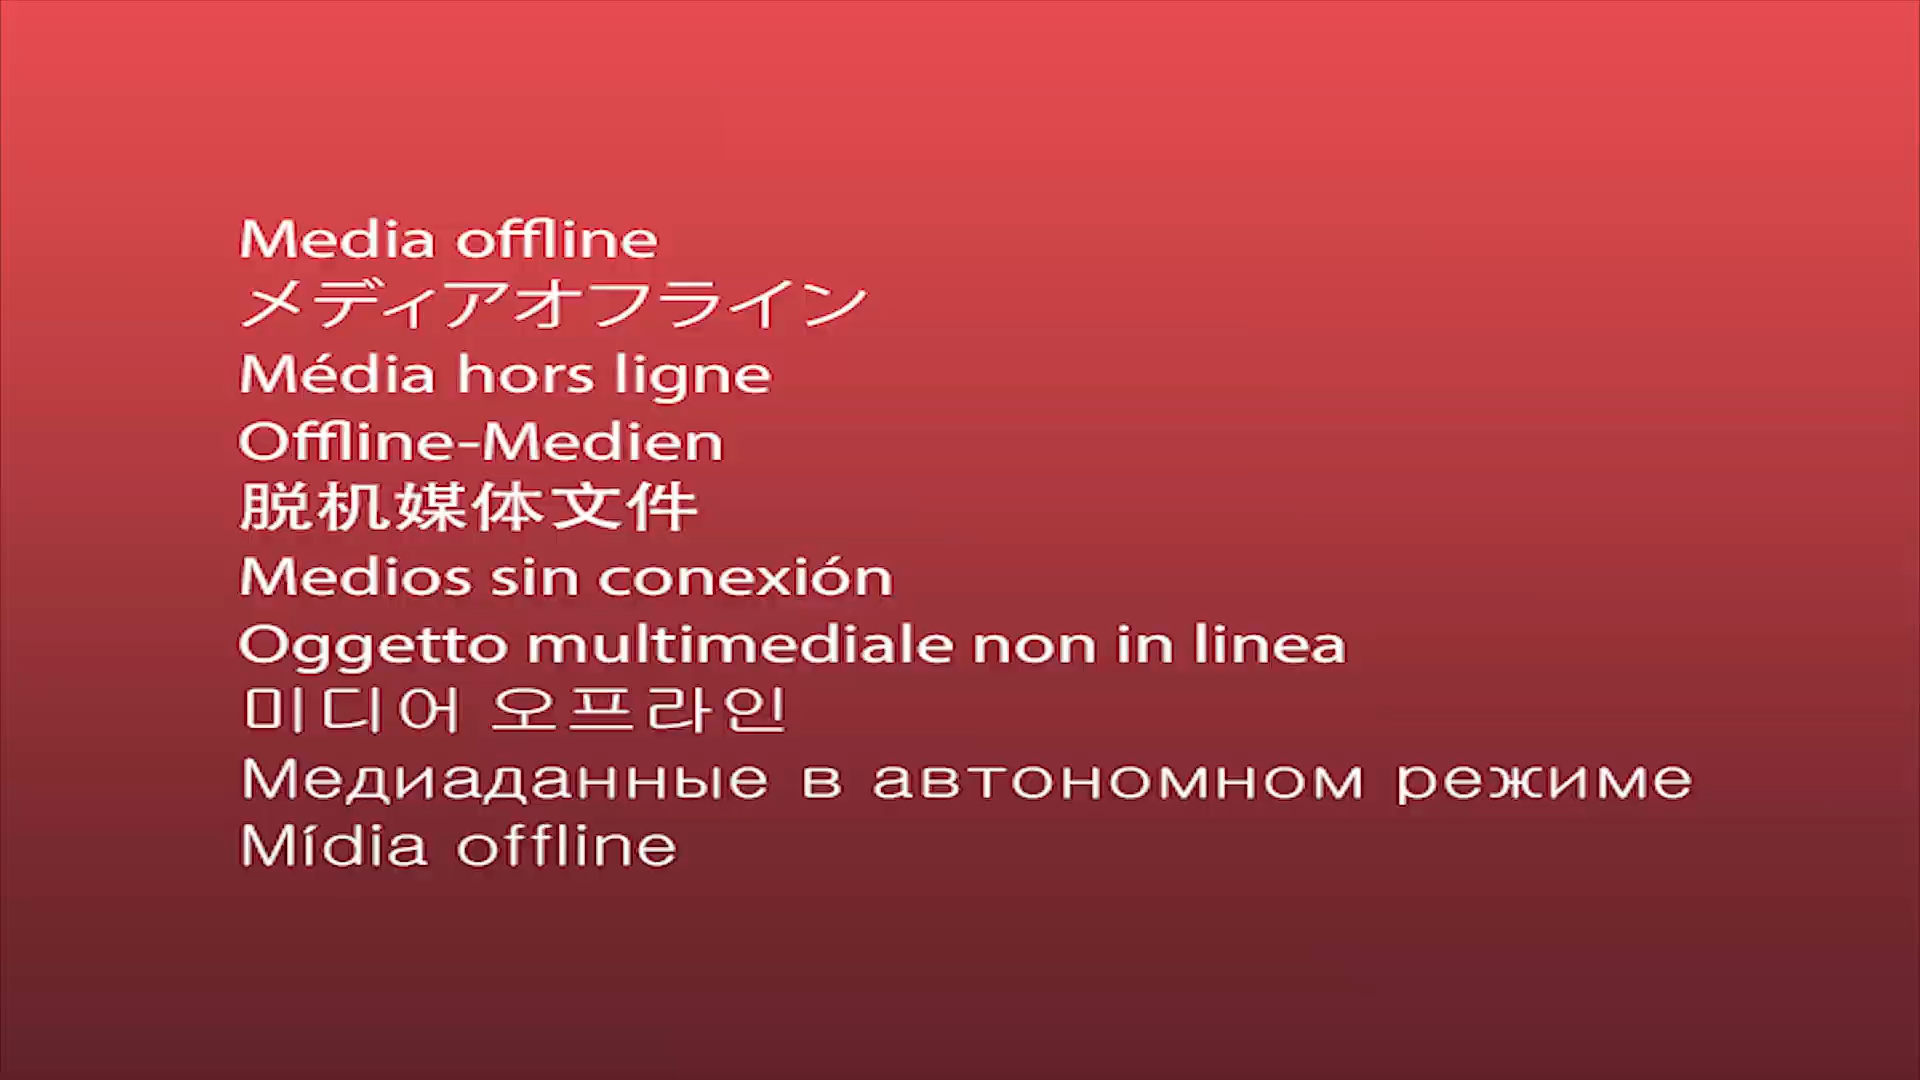 Media offline
メディアオフライン
Média hors ligne
Offline-Medien
脱机媒体文件
Medios sin conexión
Oggetto multimediale non in linea
미디어 오프라인
Медиаданные в автономном режиме
Mídia offline